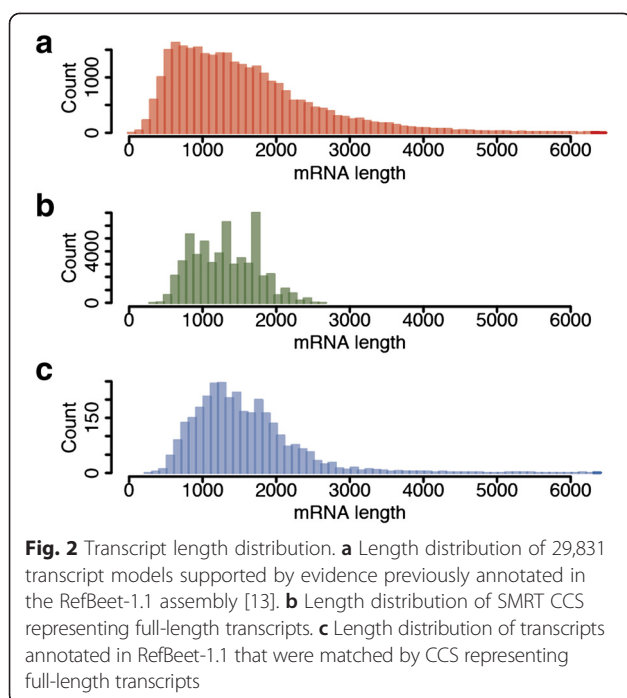 a
Count
0 1000
0 1000 2000 3000 4000 5000 6000
mRNA length
b
Count
0 4000
0 1000 2000 3000 4000 5000 6000
mRNA length
c
Count
0 150
0 1000 2000 3000 4000 5000 6000
mRNA length
Fig. 2 Transcript length distribution. a Length distribution of 29,831
transcript models supported by evidence previously annotated in
the RefBeet-1.1 assembly [13]. b Length distribution of SMRT CCS
representing full-length transcripts. c Length distribution of transcripts
annotated in RefBeet-1.1 that were matched by CCS representing
full-length transcripts